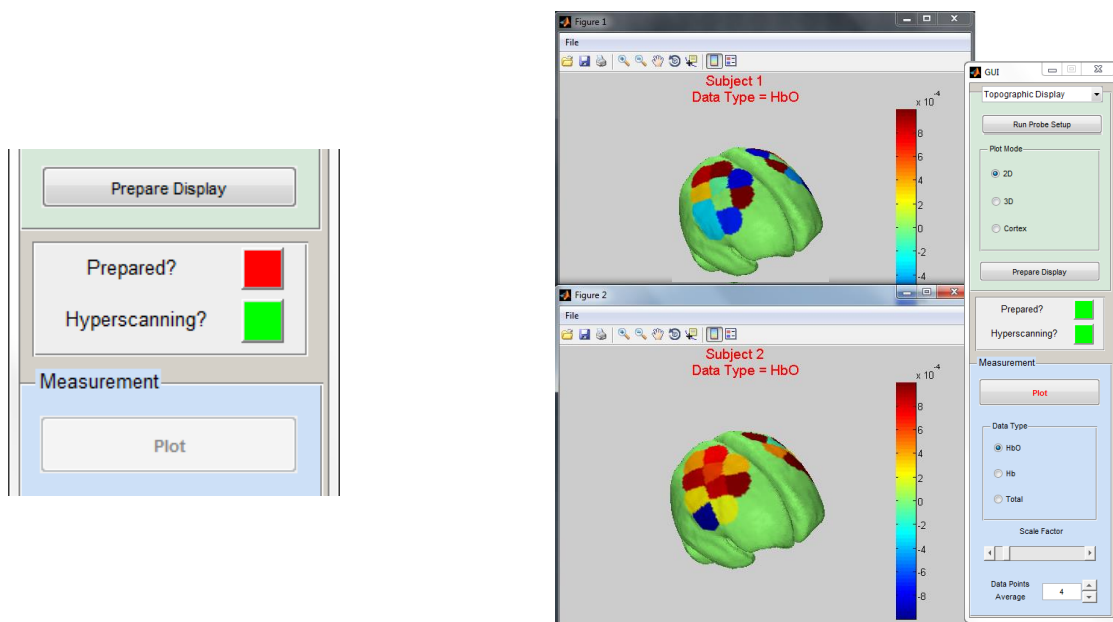 Prepare Display
Prepared?
Hyperscanning?
Measurement
Plot
Figure 1
File
Subject 1
Data Type = HbO
x 10-4
8
6
4
2
0
-2
-4
Figure 2
File
Subject 2
Data Type = HbO
x 10-4
8
6
4
2
0
-2
-4
-6
-8
GUI
Topographic Display
Run Probe Setup
Plot Mode
2D
3D
Cortex
Prepare Display
Prepared?
Hyperscanning?
Measurement
Plot
Data Type
HbO
Hb
Total
Scale Factor
Data Points
Average
4